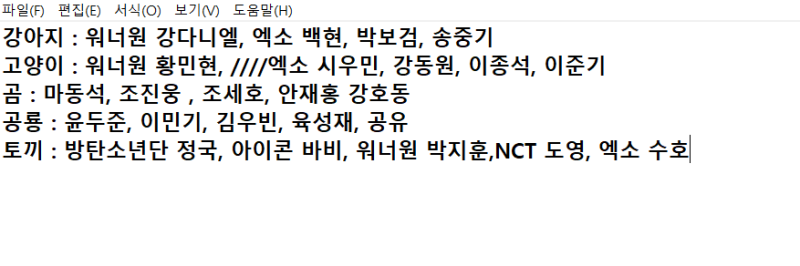 파일(F) 편집(E) 서식(O) 보기(V) 도움말(H)
강아지 : 워너원 강다니엘, 엑소 백현, 박보검, 송중기
고양이 : 워너원 황민현, ////엑소 시우민, 강동원, 이종석, 이준기
곰 : 마동석, 조진웅 , 조세호, 안재홍 강호동
공룡 : 윤두준, 이민기, 김우빈, 육성재, 공유
토끼 : 방탄소년단 정국, 아이콘 바비, 워너원 박지훈,NCT 도영, 엑소 수호